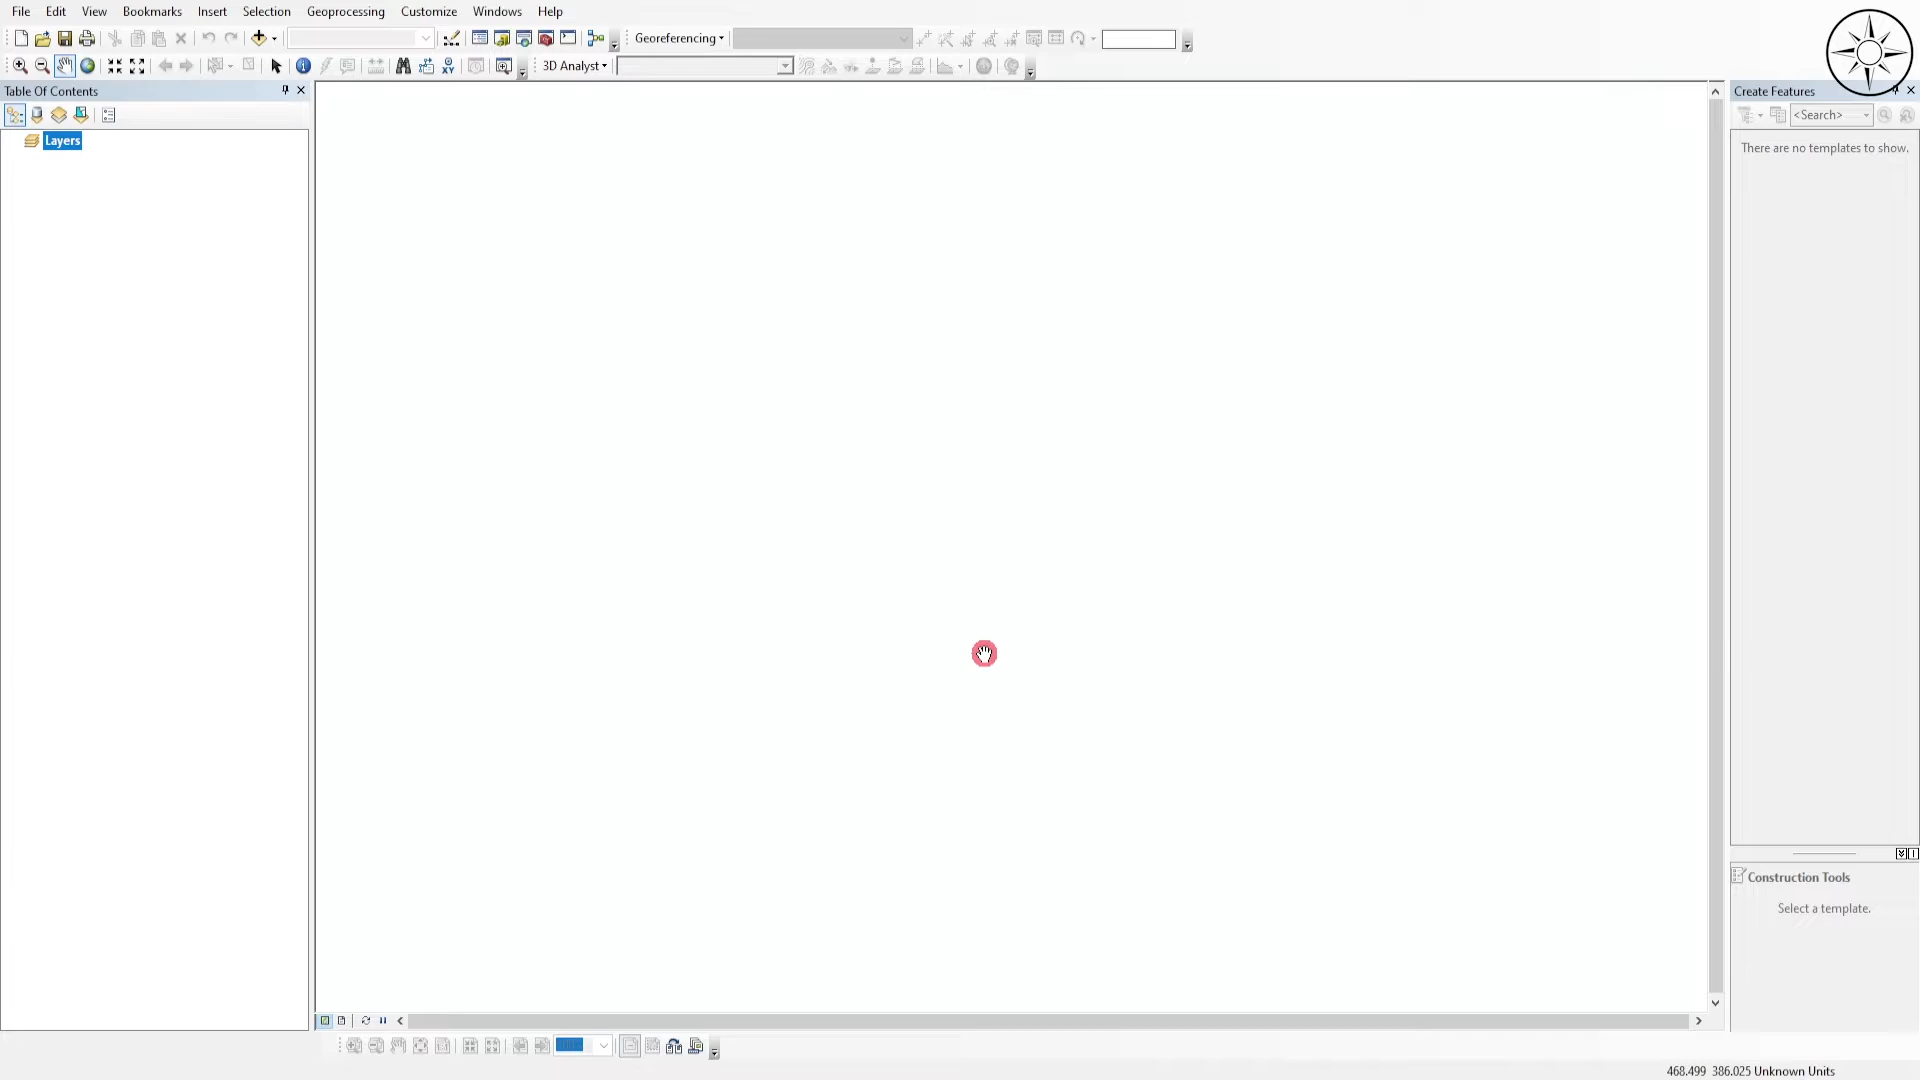 File Edit View Bookmarks Insert Selection Geoprocessing Customize Windows Help
Georeferencing
3D Analyst
Table Of Contents
Create Features
<Search>
Layers
There are no templates to show.
Construction Tools
Select a template.
468.499 386.025 Unknown Units